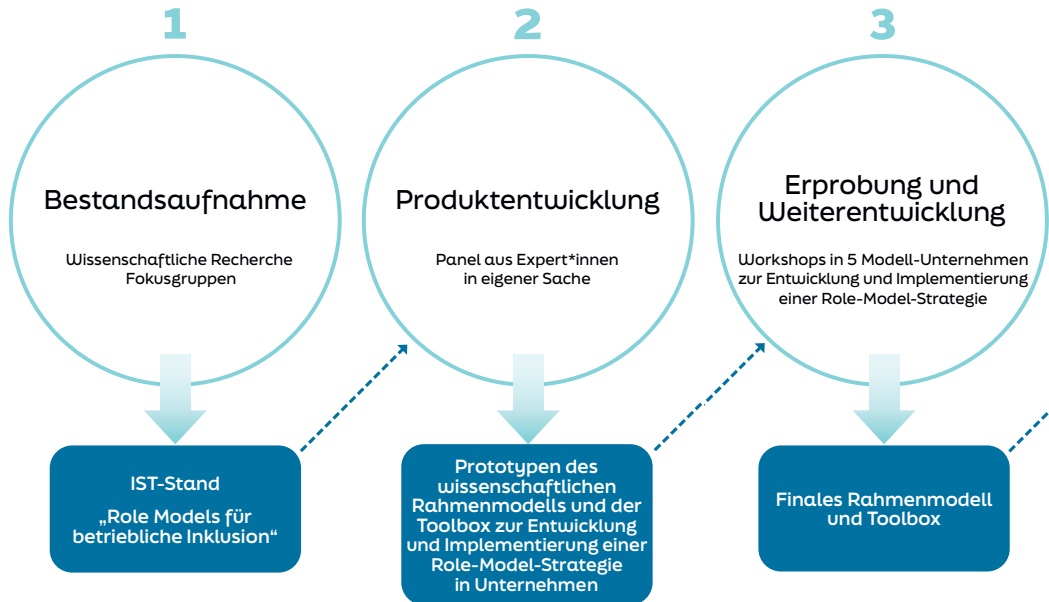 1
Bestandsaufnahme
Wissenschaftliche Recherche
Fokusgruppen
IST-Stand
„Role Models für
betriebliche Inklusion“
2
Produktentwicklung
Panel aus Expert*innen
in eigener Sache
Prototypen des
wissenschaftlichen
Rahmenmodells und der
Toolbox zur Entwicklung
und Implementierung einer
Role-Model-Strategie
in Unternehmen
3
Erprobung und
Weiterentwicklung
Workshops in 5 Modell-Unternehmen
zur Entwicklung und Implementierung
einer Role-Model-Strategie
Finales Rahmenmodell
und Toolbox